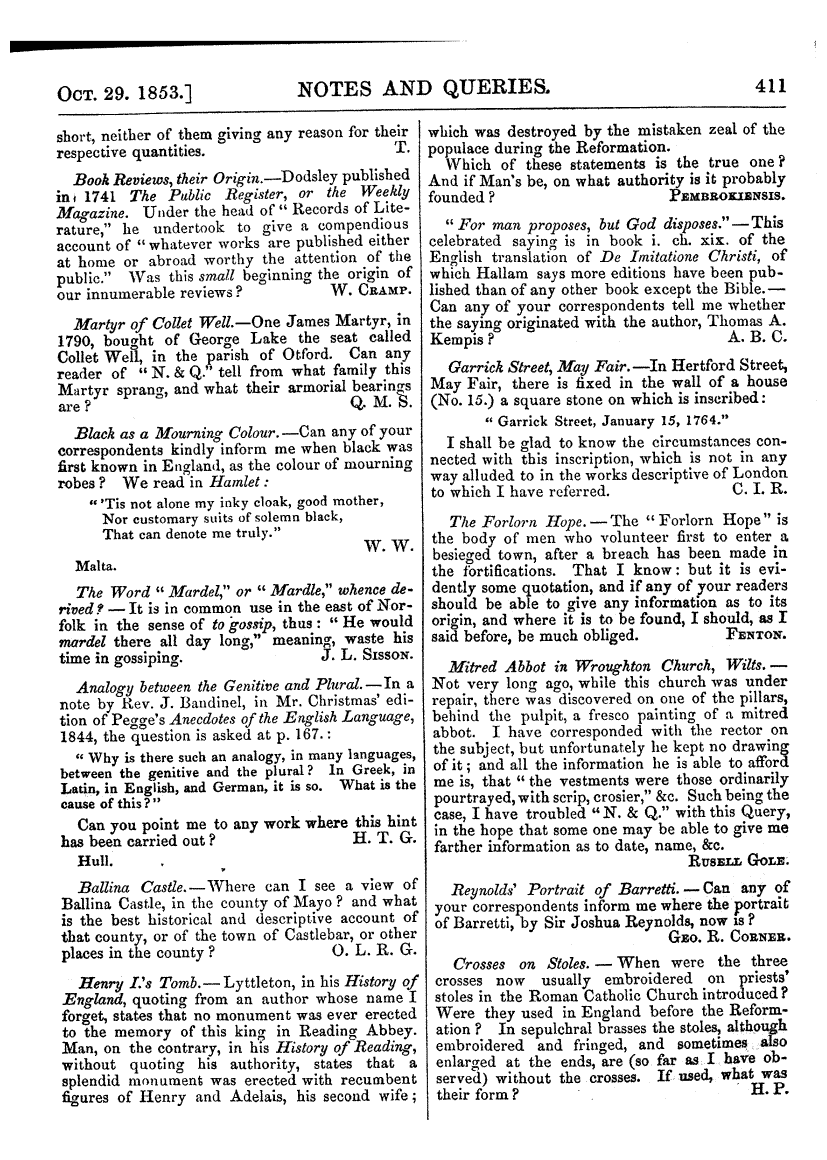 OCT. 29. 1853.] NOTES AND QUERIES. 411
short, neither of them giving any reason for their
respective quantities. T.
Book Reviews, their Origin.—Dodsley published
in 1741 The Public Register, or the Weekly
Magazine. Under the head of “ Records of Lite-
rature,” he undertook to give a compendious
account of “whatever works are published either
at home or abroad worthy the attention of the
public.” Was this small beginning the origin of
our innumerable reviews? W. CRAMP.
Martyr of Collet Well.—One James Martyr, in
1790, bought of George Lake the seat called
Collet Well, in the parish of Otford. Can any
reader of “N. & Q.” tell from what family this
Martyr sprang, and what their armorial bearings
are? Q. M. S.
Black as a Mourning Colour.—Can any of your
correspondents kindly inform me when black was
first known in England, as the colour of mourning
robes? We read in Hamlet:
“'Tis not alone my inky cloak, good mother,
Nor customary suits of solemn black,
That can denote me truly.”
W. W.
Malta.
The Word “ Mardel,” or “ Mardle,” whence de-
rived? — It is in common use in the east of Nor-
folk in the sense of to gossip, thus: “ He would
mardel there all day long,” meaning, waste his
time in gossiping. J. L. SISSON.
Analogy between the Genitive and Plural.—In a
note by Rev. J. Bandinel, in Mr. Christmas' edi-
tion of Pegge's Anecdotes of the English Language,
1844, the question is asked at p. 167.:
“ Why is there such an analogy, in many languages,
between the genitive and the plural? In Greek, in
Latin, in English, and German, it is so. What is the
cause of this?”
Can you point me to any work where this hint
has been carried out? H. T. G.
Hull.
Ballina Castle.—Where can I see a view of
Ballina Castle, in the county of Mayo? and what
is the best historical and descriptive account of
that county, or of the town of Castlebar, or other
places in the county? O. L. R. G.
Henry I.'s Tomb.—Lyttleton, in his History of
England, quoting from an author whose name I
forget, states that no monument was ever erected
to the memory of this king in Reading Abbey.
Man, on the contrary, in his History of Reading,
without quoting his authority, states that a
splendid monument was erected with recumbent
figures of Henry and Adelais, his second wife;
which was destroyed by the mistaken zeal of the
populace during the Reformation.
Which of these statements is the true one?
And if Man's be, on what authority is it probably
founded? PEMBROKIENSIS.
“ For man proposes, but God disposes.”—This
celebrated saying is in book i. ch. xix. of the
English translation of De Imitatione Christi, of
which Hallam says more editions have been pub-
lished than of any other book except the Bible.—
Can any of your correspondents tell me whether
the saying originated with the author, Thomas A.
Kempis? A. B. C.
Garrick Street, May Fair.—In Hertford Street,
May Fair, there is fixed in the wall of a house
(No. 15.) a square stone on which is inscribed:
“ Garrick Street, January 15, 1764.”
I shall be glad to know the circumstances con-
nected with this inscription, which is not in any
way alluded to in the works descriptive of London
to which I have referred. C. I. R.
The Forlorn Hope.—The “ Forlorn Hope” is
the body of men who volunteer first to enter a
besieged town, after a breach has been made in
the fortifications. That I know: but it is evi-
dently some quotation, and if any of your readers
should be able to give any information as to its
origin, and where it is to be found, I should, as I
said before, be much obliged. FENTON.
Mitred Abbot in Wroughton Church, Wilts. —
Not very long ago, while this church was under
repair, there was discovered on one of the pillars,
behind the pulpit, a fresco painting of a mitred
abbot. I have corresponded with the rector on
the subject, but unfortunately he kept no drawing
of it; and all the information he is able to afford
me is, that “ the vestments were those ordinarily
pourtrayed, with scrip, crosier,” &c. Such being the
case, I have troubled “N. & Q.” with this Query,
in the hope that some one may be able to give me
farther information as to date, name, &c.
RUSELL GOLE.
Reynolds' Portrait of Barretti. — Can any of
your correspondents inform me where the portrait
of Barretti, by Sir Joshua Reynolds, now is?
GEO. R. CORNER.
Crosses on Stoles. — When were the three
crosses now usually embroidered on priests'
stoles in the Roman Catholic Church introduced?
Were they used in England before the Reform-
ation? In sepulchral brasses the stoles, although
embroidered and fringed, and sometimes also
enlarged at the ends, are (so far as I have ob-
served) without the crosses. If used, what was
their form? H. P.